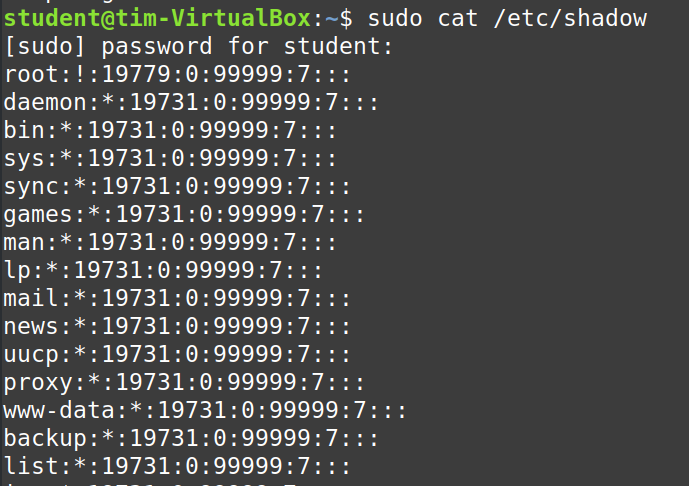 student@tim-VirtualBox:~$ sudo cat /etc/shadow
[sudo] password for student:
root:!:19779:0:99999:7:::
daemon:*:19731:0:99999:7:::
bin:*:19731:0:99999:7:::
sys:*:19731:0:99999:7:::
sync:*:19731:0:99999:7:::
games:*:19731:0:99999:7:::
man:*:19731:0:99999:7:::
lp:*:19731:0:99999:7:::
mail:*:19731:0:99999:7:::
news:*:19731:0:99999:7:::
uucp:*:19731:0:99999:7:::
proxy:*:19731:0:99999:7:::
www-data:*:19731:0:99999:7:::
backup:*:19731:0:99999:7:::
list:*:19731:0:99999:7:::